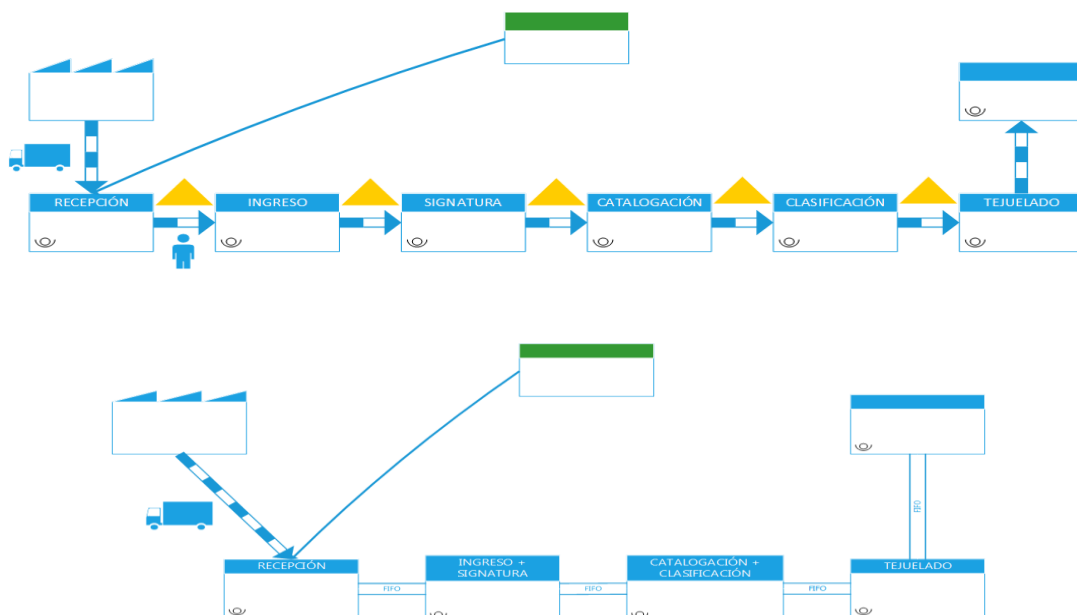 RECEPCIÓN
INGRESO
SIGNATURA
CATALOGACIÓN
CLASIFICACIÓN
TEJUELADO
FIFO
RECEPCIÓN
INGRESO +
SIGNATURA
CATALOGACIÓN +
CLASIFICACIÓN
TEJUELADO
FIFO
FIFO
FIFO